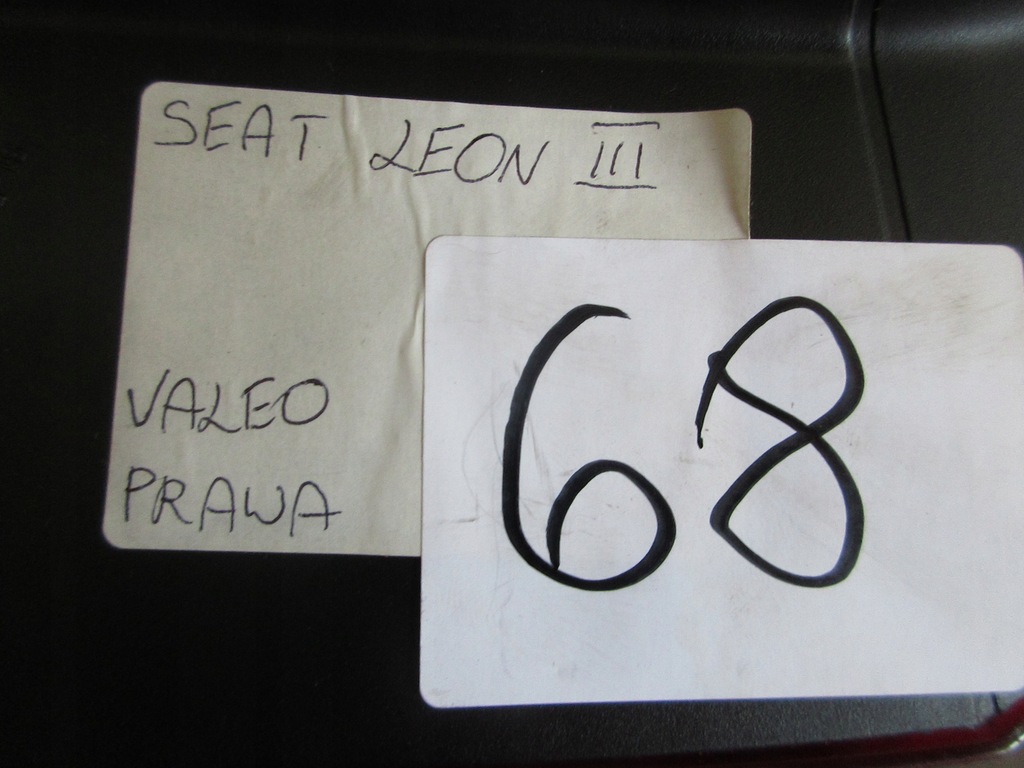 SEAT LEON III
VALEO
PRAWA
68